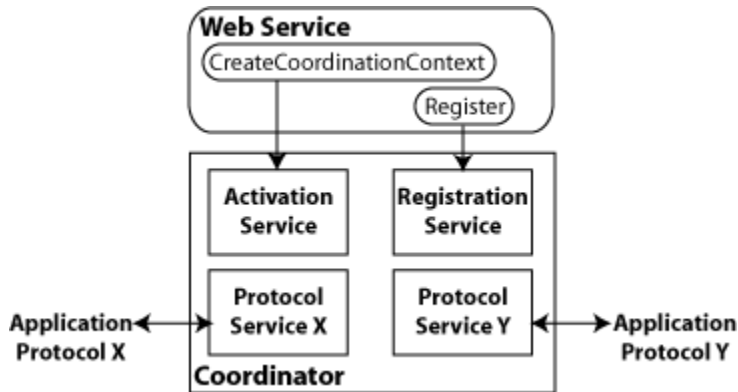 Web Service
CreateCoordinationContext
Register
Activation
Service
Registration
Service
Protocol
Service X
Protocol
Service Y
Application
Protocol X
Application
Protocol Y
Coordinator